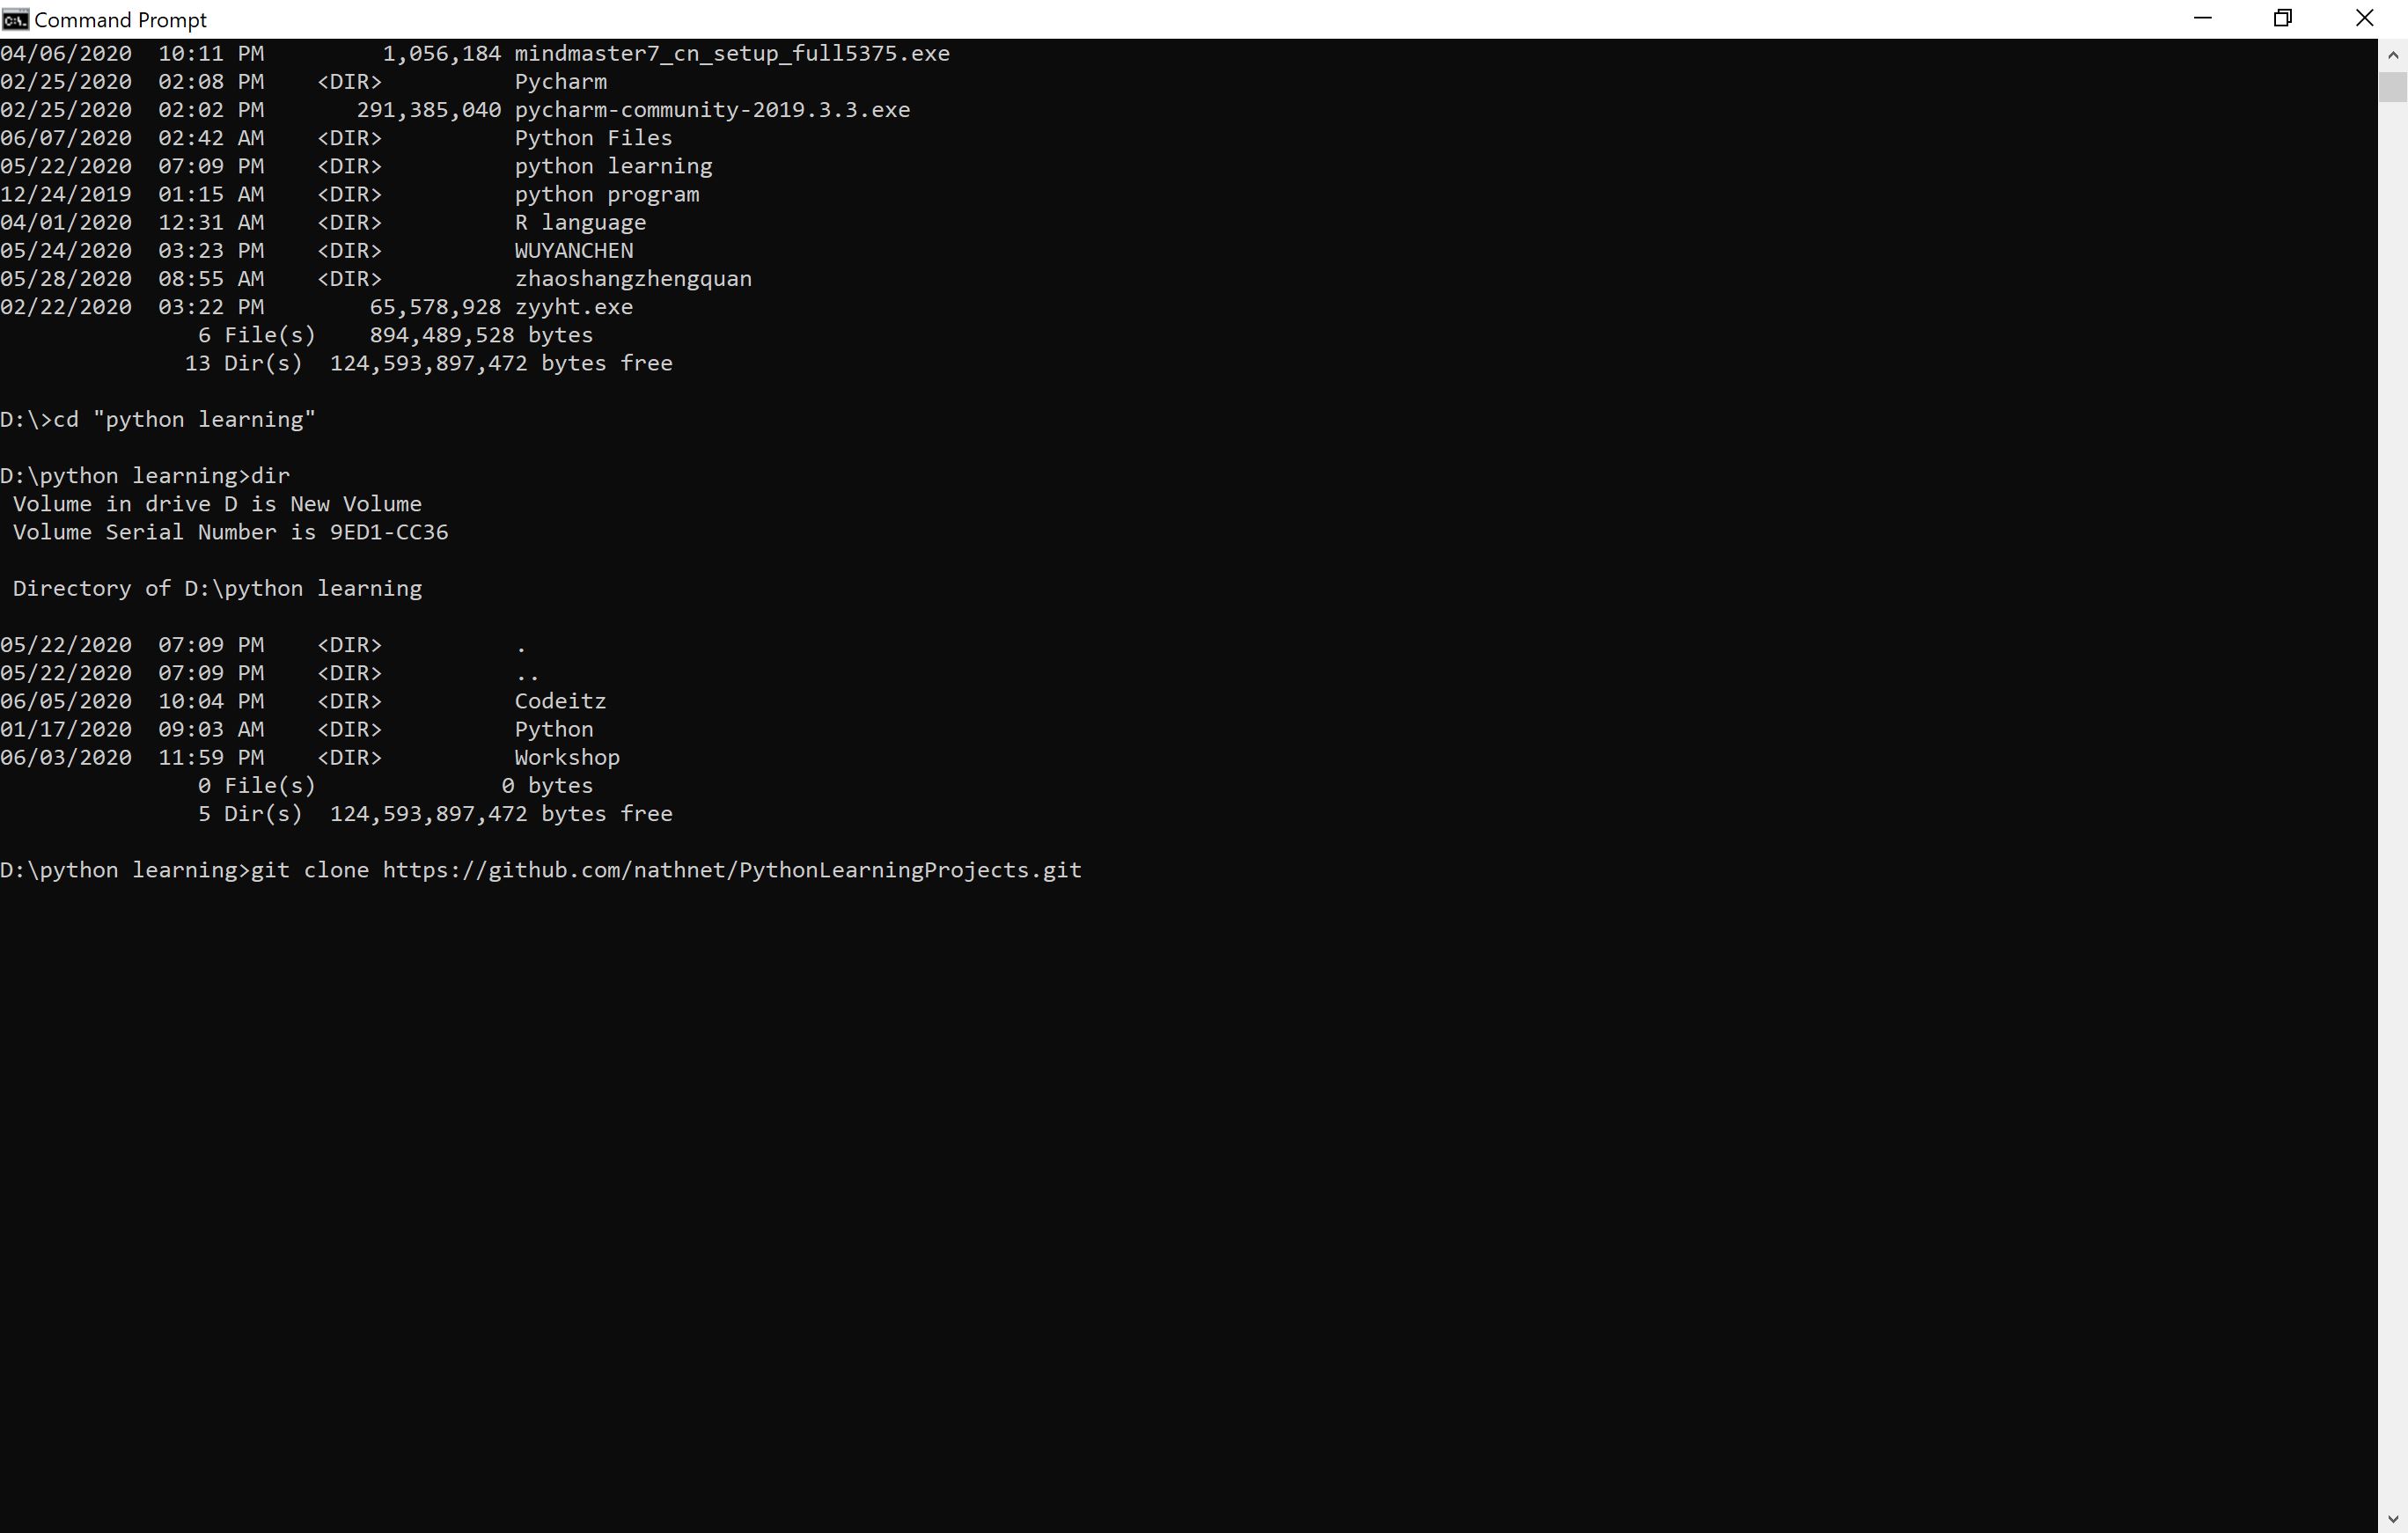 Command Prompt
04/06/2020  10:11 PM         1,056,184 mindmaster7_cn_setup_full5375.exe
02/25/2020  02:08 PM    <DIR>          Pycharm
02/25/2020  02:02 PM       291,385,040 pycharm-community-2019.3.3.exe
06/07/2020  02:42 AM    <DIR>          Python Files
05/22/2020  07:09 PM    <DIR>          python learning
12/24/2019  01:15 AM    <DIR>          python program
04/01/2020  12:31 AM    <DIR>          R language
05/24/2020  03:23 PM    <DIR>          WUYANCHEN
05/28/2020  08:55 AM    <DIR>          zhaoshangzhengquan
02/22/2020  03:22 PM        65,578,928 zyyht.exe
               6 File(s)    894,489,528 bytes
              13 Dir(s)  124,593,897,472 bytes free
D:\>cd "python learning"
D:\python learning>dir
 Volume in drive D is New Volume
 Volume Serial Number is 9ED1-CC36
 Directory of D:\python learning
05/22/2020  07:09 PM    <DIR>          .
05/22/2020  07:09 PM    <DIR>          ..
06/05/2020  10:04 PM    <DIR>          Codeitz
01/17/2020  09:03 AM    <DIR>          Python
06/03/2020  11:59 PM    <DIR>          Workshop
               0 File(s)              0 bytes
               5 Dir(s)  124,593,897,472 bytes free
D:\python learning>git clone https://github.com/nathnet/PythonLearningProjects.git